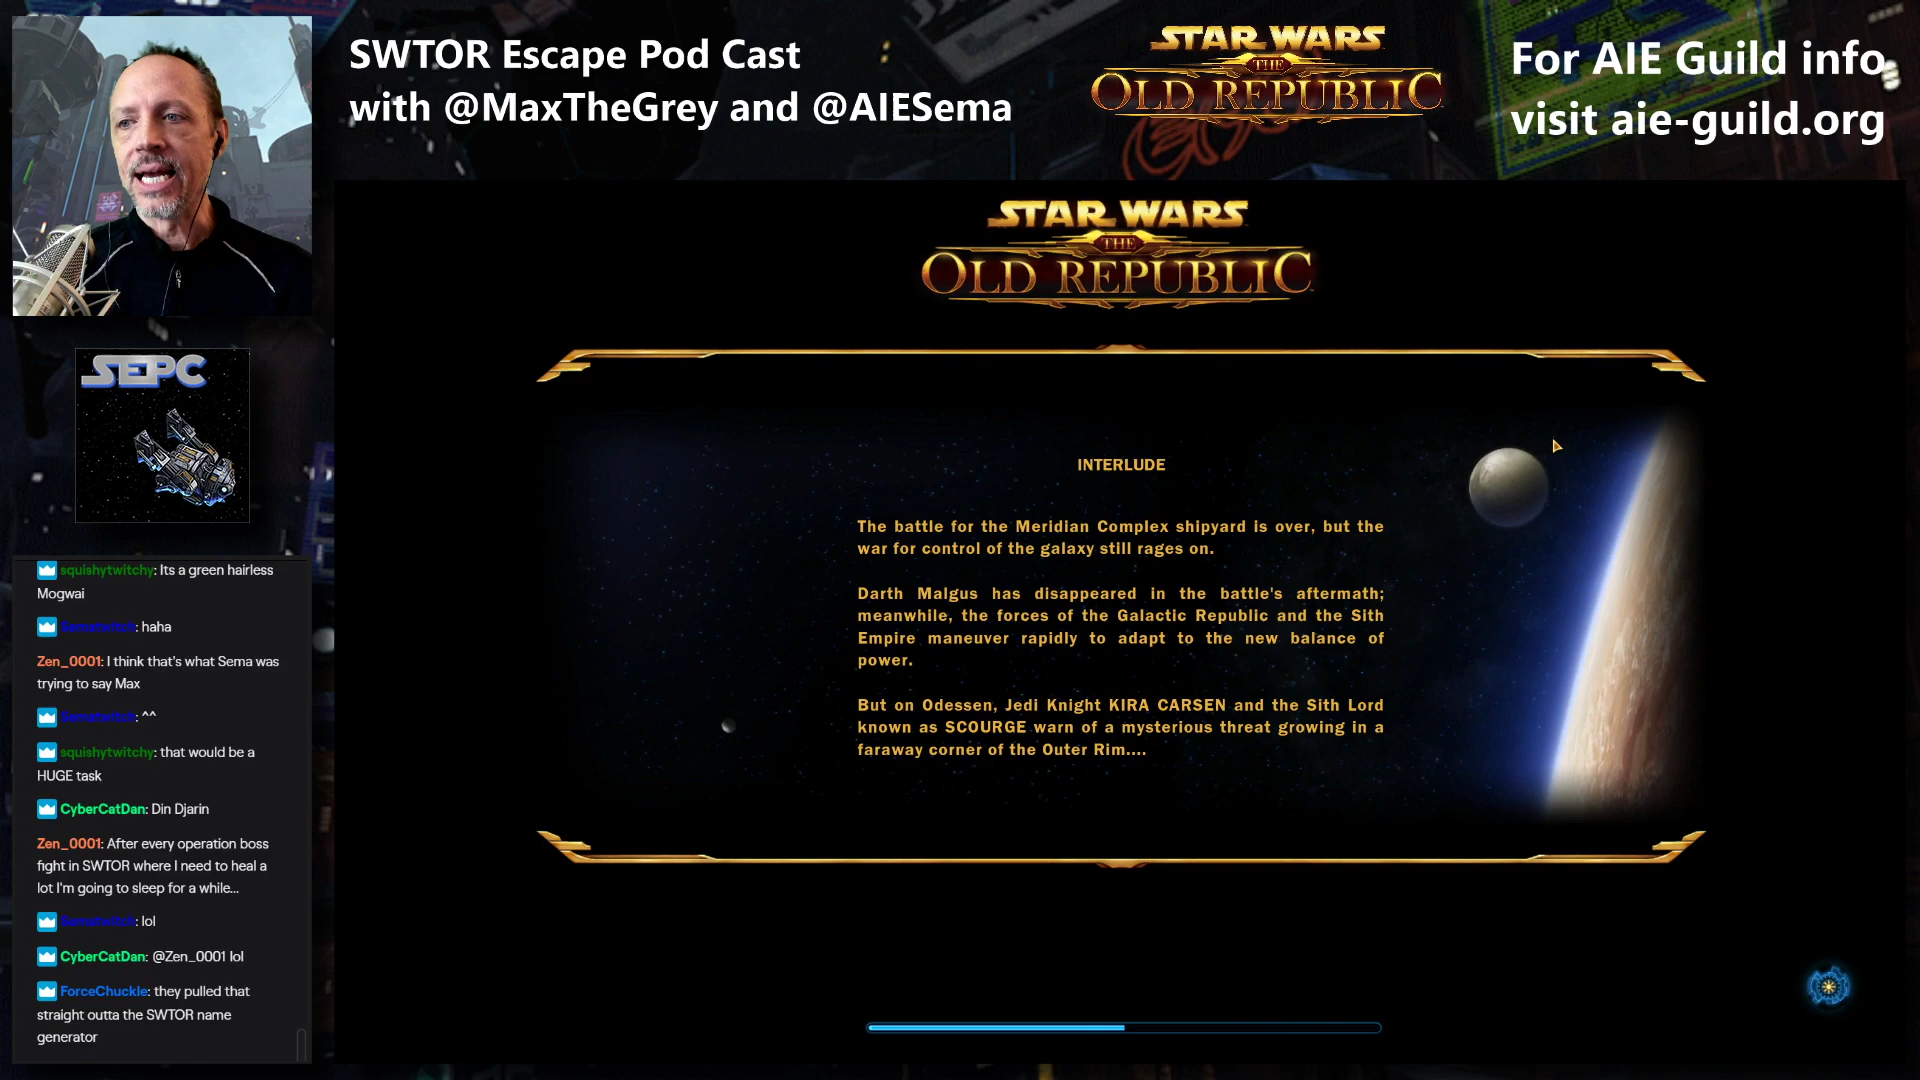 SWTOR Escape Pod Cast
with @MaxTheGrey and @AIESema
STAR WARS
THE
OLD REPUBLIC
For AIE Guild info
visit aie-guild.org
STAR WARS
THE
OLD REPUBLIC
SEPC
INTERLUDE
The battle for the Meridian Complex shipyard is over, but the
war for control of the galaxy still rages on.
Darth Malgus has disappeared in the battle's aftermath;
meanwhile, the forces of the Galactic Republic and the Sith
Empire maneuver rapidly to adapt to the new balance of
power.
But on Odessen, Jedi Knight KIRA CARSEN and the Sith Lord
known as SCOURGE warn of a mysterious threat growing in a
faraway corner of the Outer Rim....
squishytwitchy: Its a green hairless
Mogwai
Sematwitch: haha
Zen_0001: I think that's what Sema was
trying to say Max
Sematwitch: ^^
squishytwitchy: that would be a
HUGE task
CyberCatDan: Din Djarin
Zen_0001: After every operation boss
fight in SWTOR where I need to heal a
lot I'm going to sleep for a while...
Sematwitch: lol
CyberCatDan: @Zen_0001 lol
ForceChuckle: they pulled that
straight outta the SWTOR name
generator